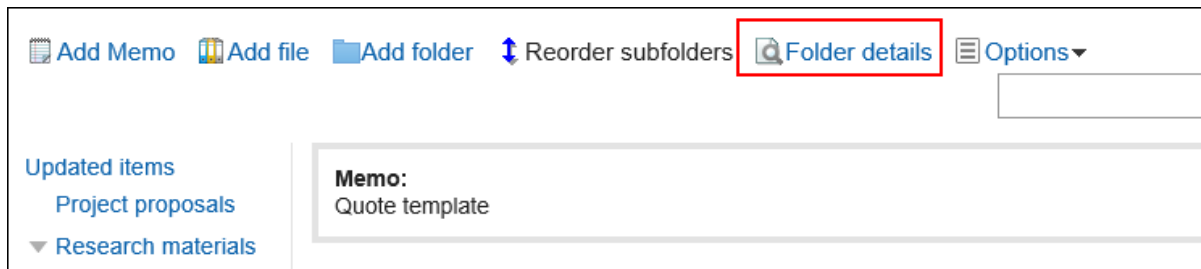 Add Memo Add file Add folder Reorder subfolders Folder details Options
Updated items
Project proposals
Research materials
Memo:
Quote template